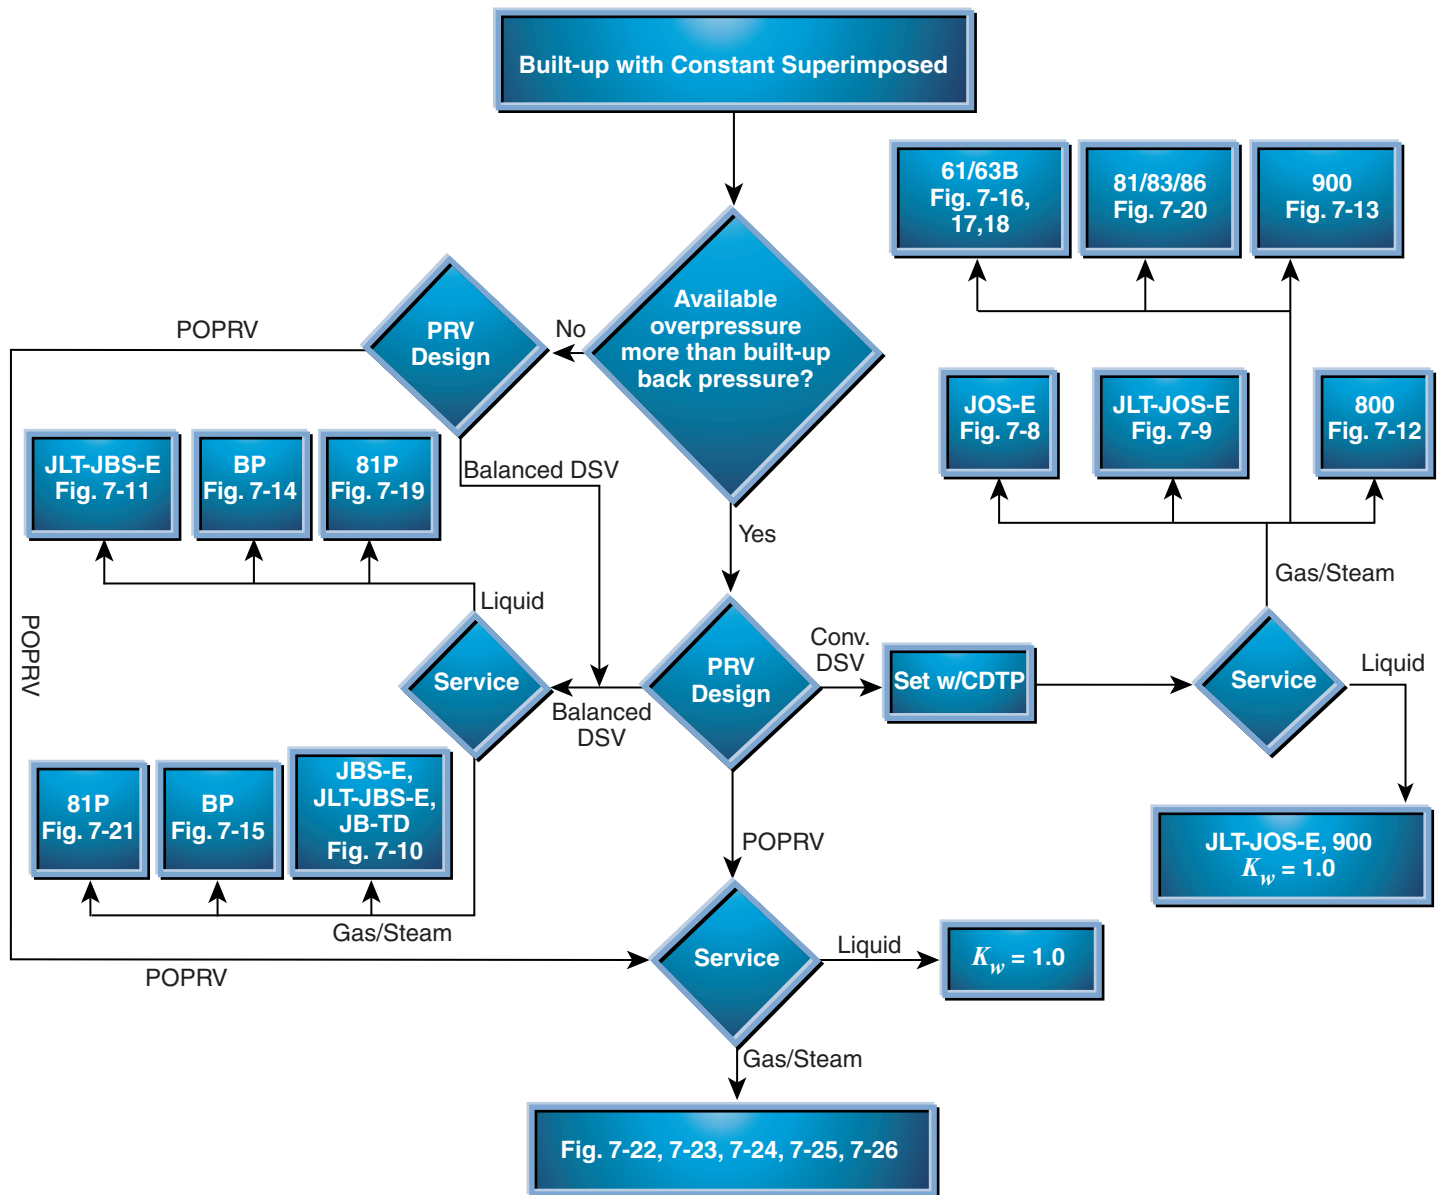 Built-up with Constant Superimposed
61/63B
Fig. 7-16,
17,18
81/83/86
Fig. 7-20
900
Fig. 7-13
Available
overpressure
more than built-up
back pressure?
No
PRV
Design
POPRV
JOS-E
Fig. 7-8
JLT-JOS-E
Fig. 7-9
800
Fig. 7-12
JLT-JBS-E
Fig. 7-11
BP
Fig. 7-14
81P
Fig. 7-19
Balanced DSV
Yes
Gas/Steam
Liquid
POPRV
Service
Balanced
DSV
PRV
Design
Conv.
DSV
Set w/CDTP
Service
Liquid
81P
Fig. 7-21
BP
Fig. 7-15
JBS-E,
JLT-JBS-E,
JB-TD
Fig. 7-10
Gas/Steam
POPRV
JLT-JOS-E, 900
Kw = 1.0
POPRV
Service
Liquid
Kw = 1.0
Gas/Steam
Fig. 7-22, 7-23, 7-24, 7-25, 7-26